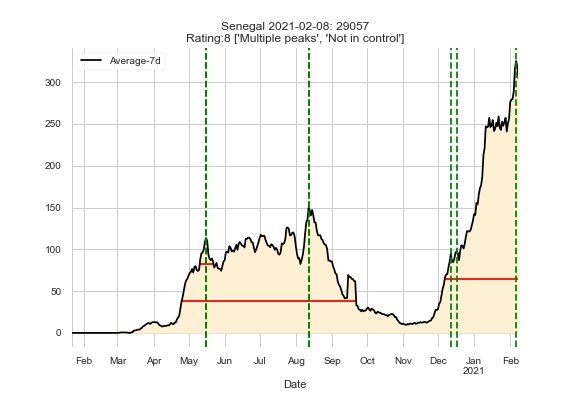 Senegal 2021-02-08: 29057
Rating:8 ['Multiple peaks', 'Not in control']
Average-7d
300
250
200
150
100
50
0
Feb Mar Apr May Jun Jul Aug Sep Oct Nov Dec Jan Feb
2021
Date